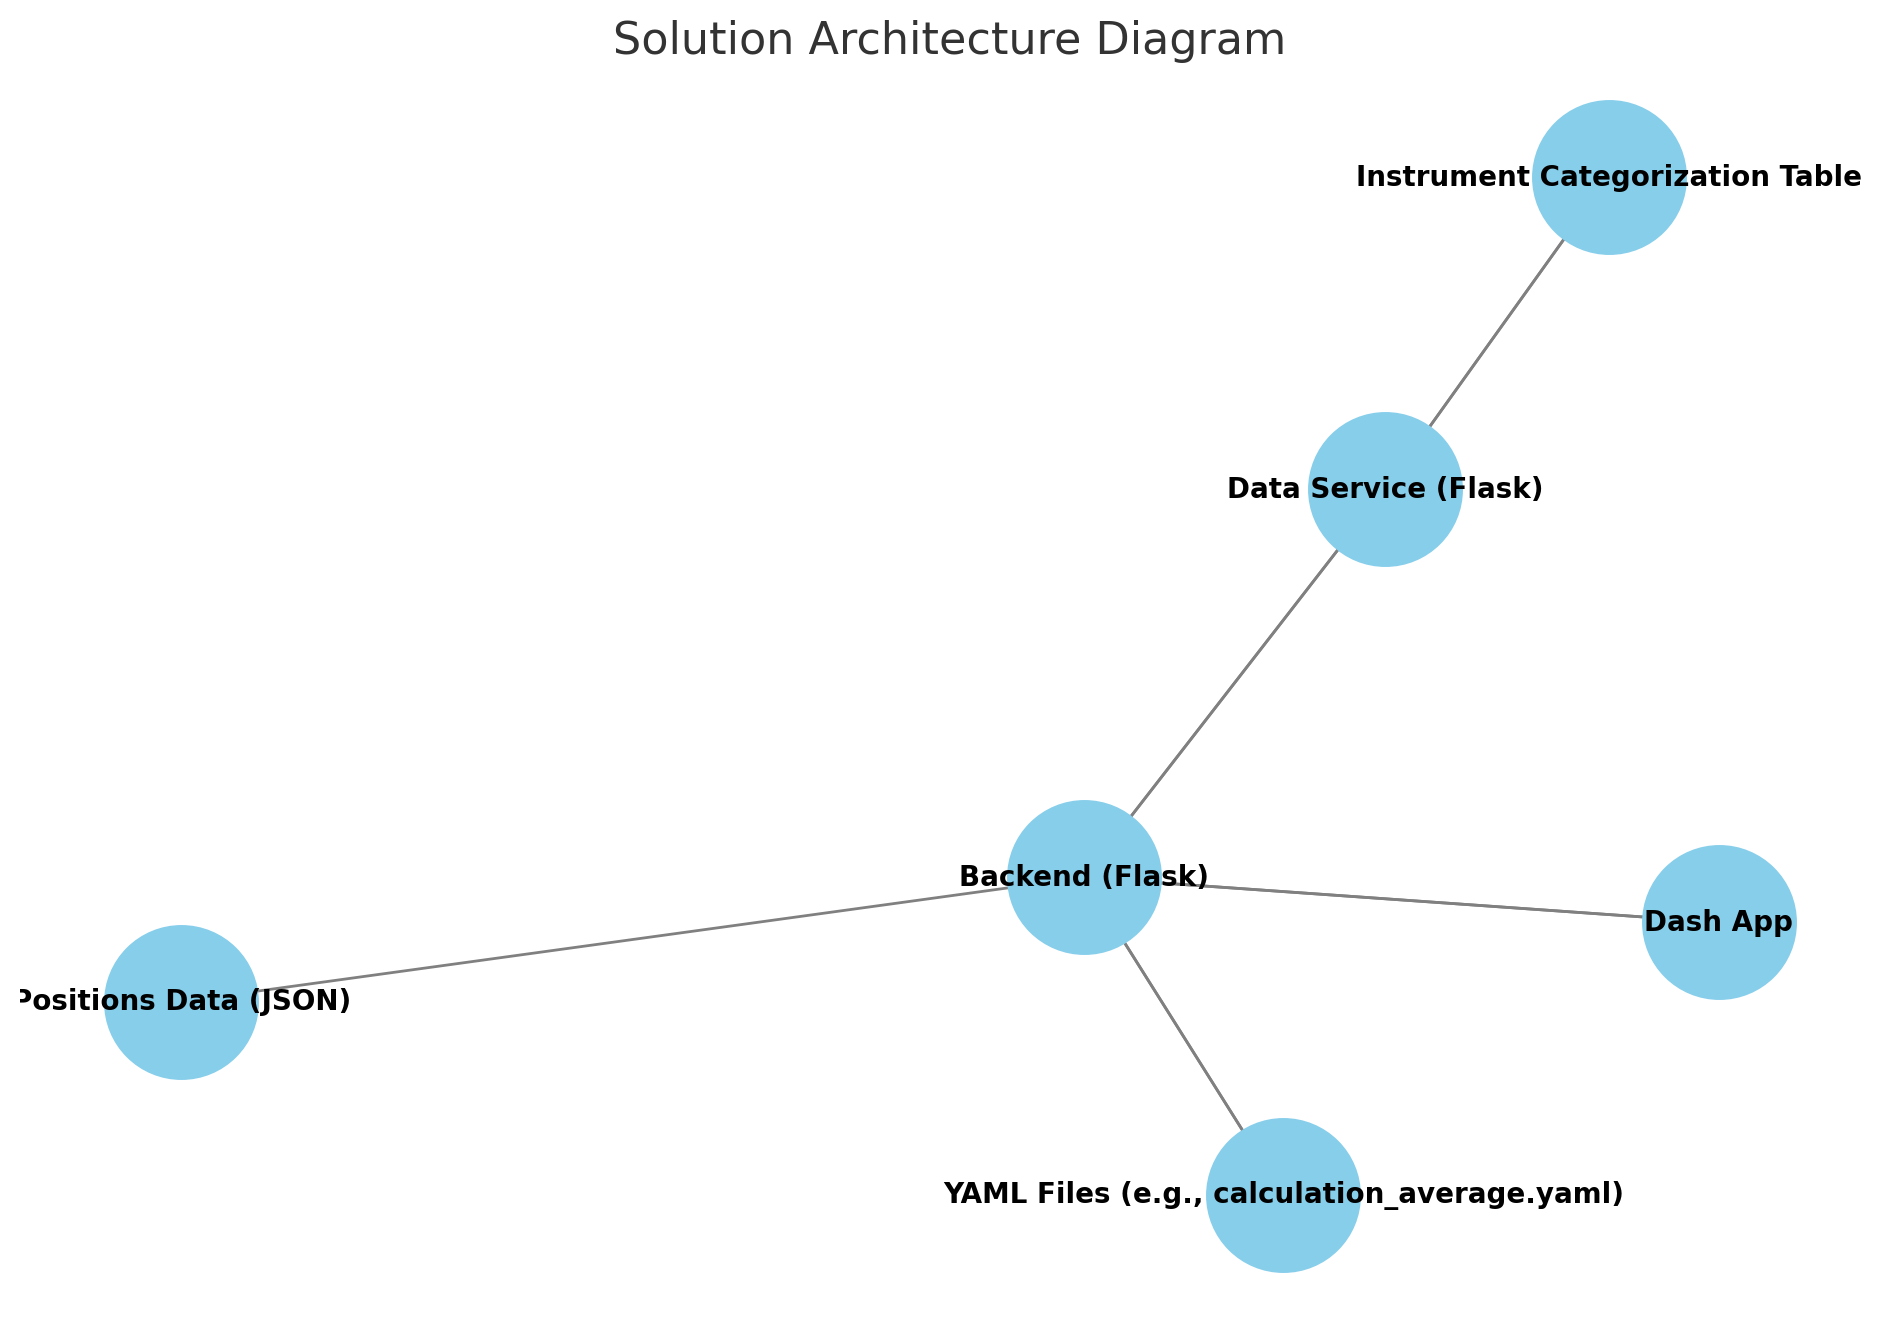 Solution Architecture Diagram
Instrument Categorization Table
Data Service (Flask)
Backend (Flask)
Dash App
Positions Data (JSON)
YAML Files (e.g., calculation_average.yaml)